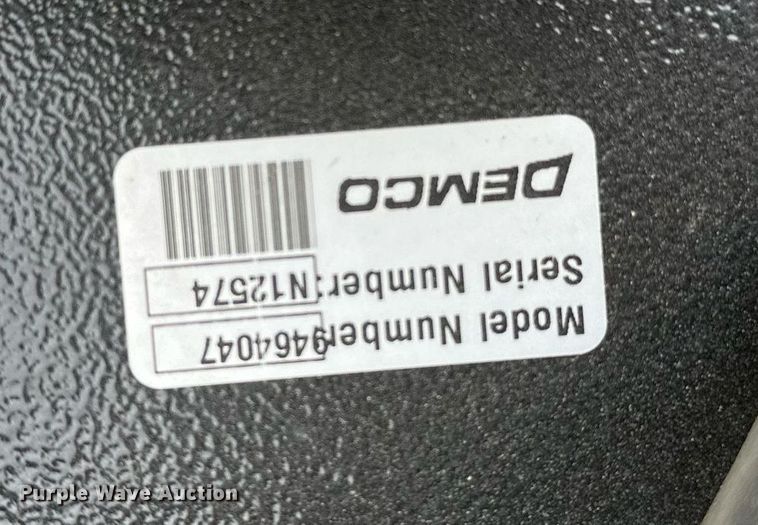 DEMCO
Serial Number: N12574
Model Number 9464047
Purple Wave Auction